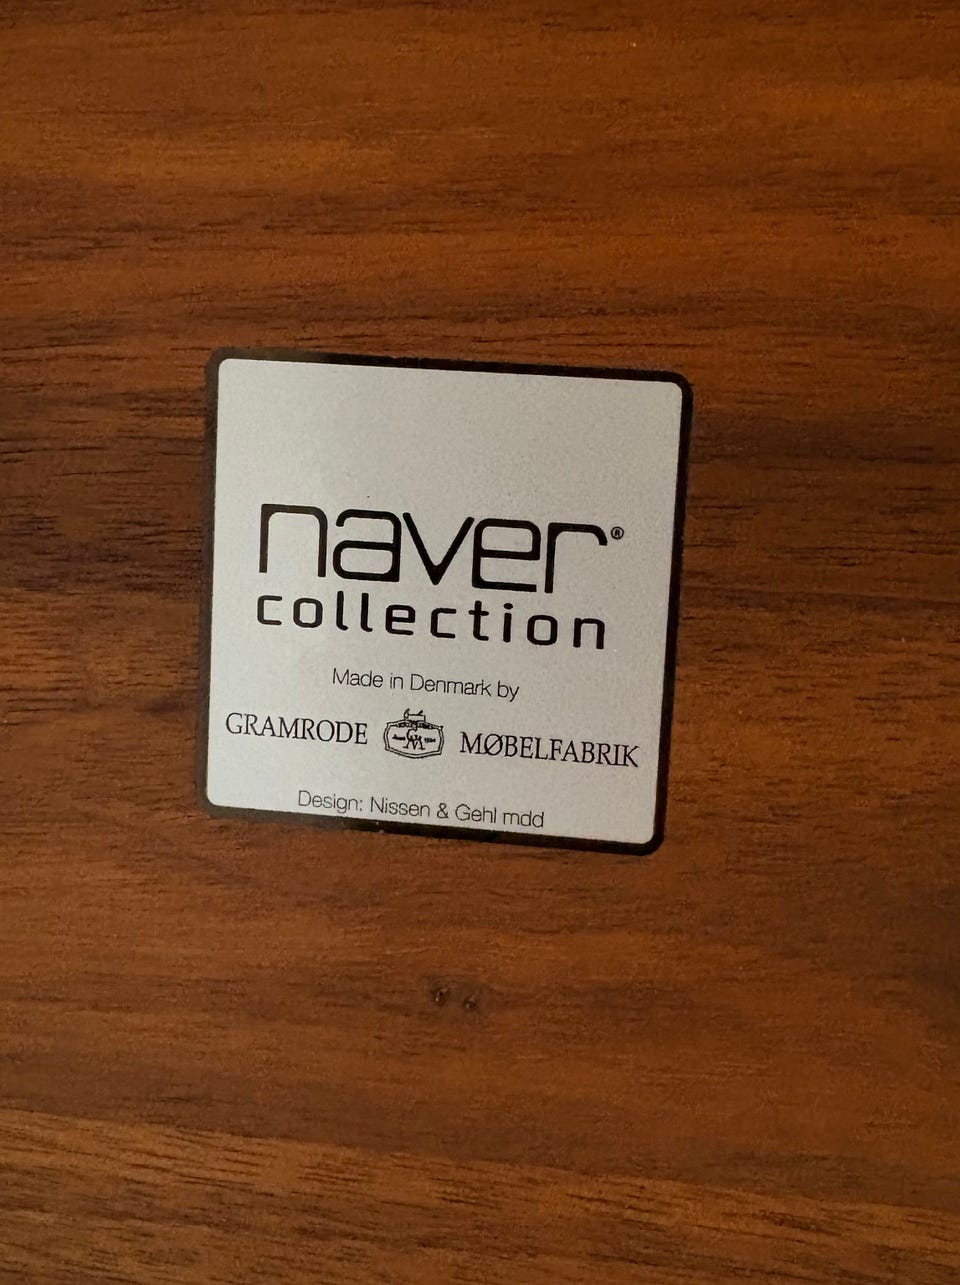 naver®
collection
Made in Denmark by
GRAMRODE MØBELFABRIK
Design: Nissen & Gehl mdd